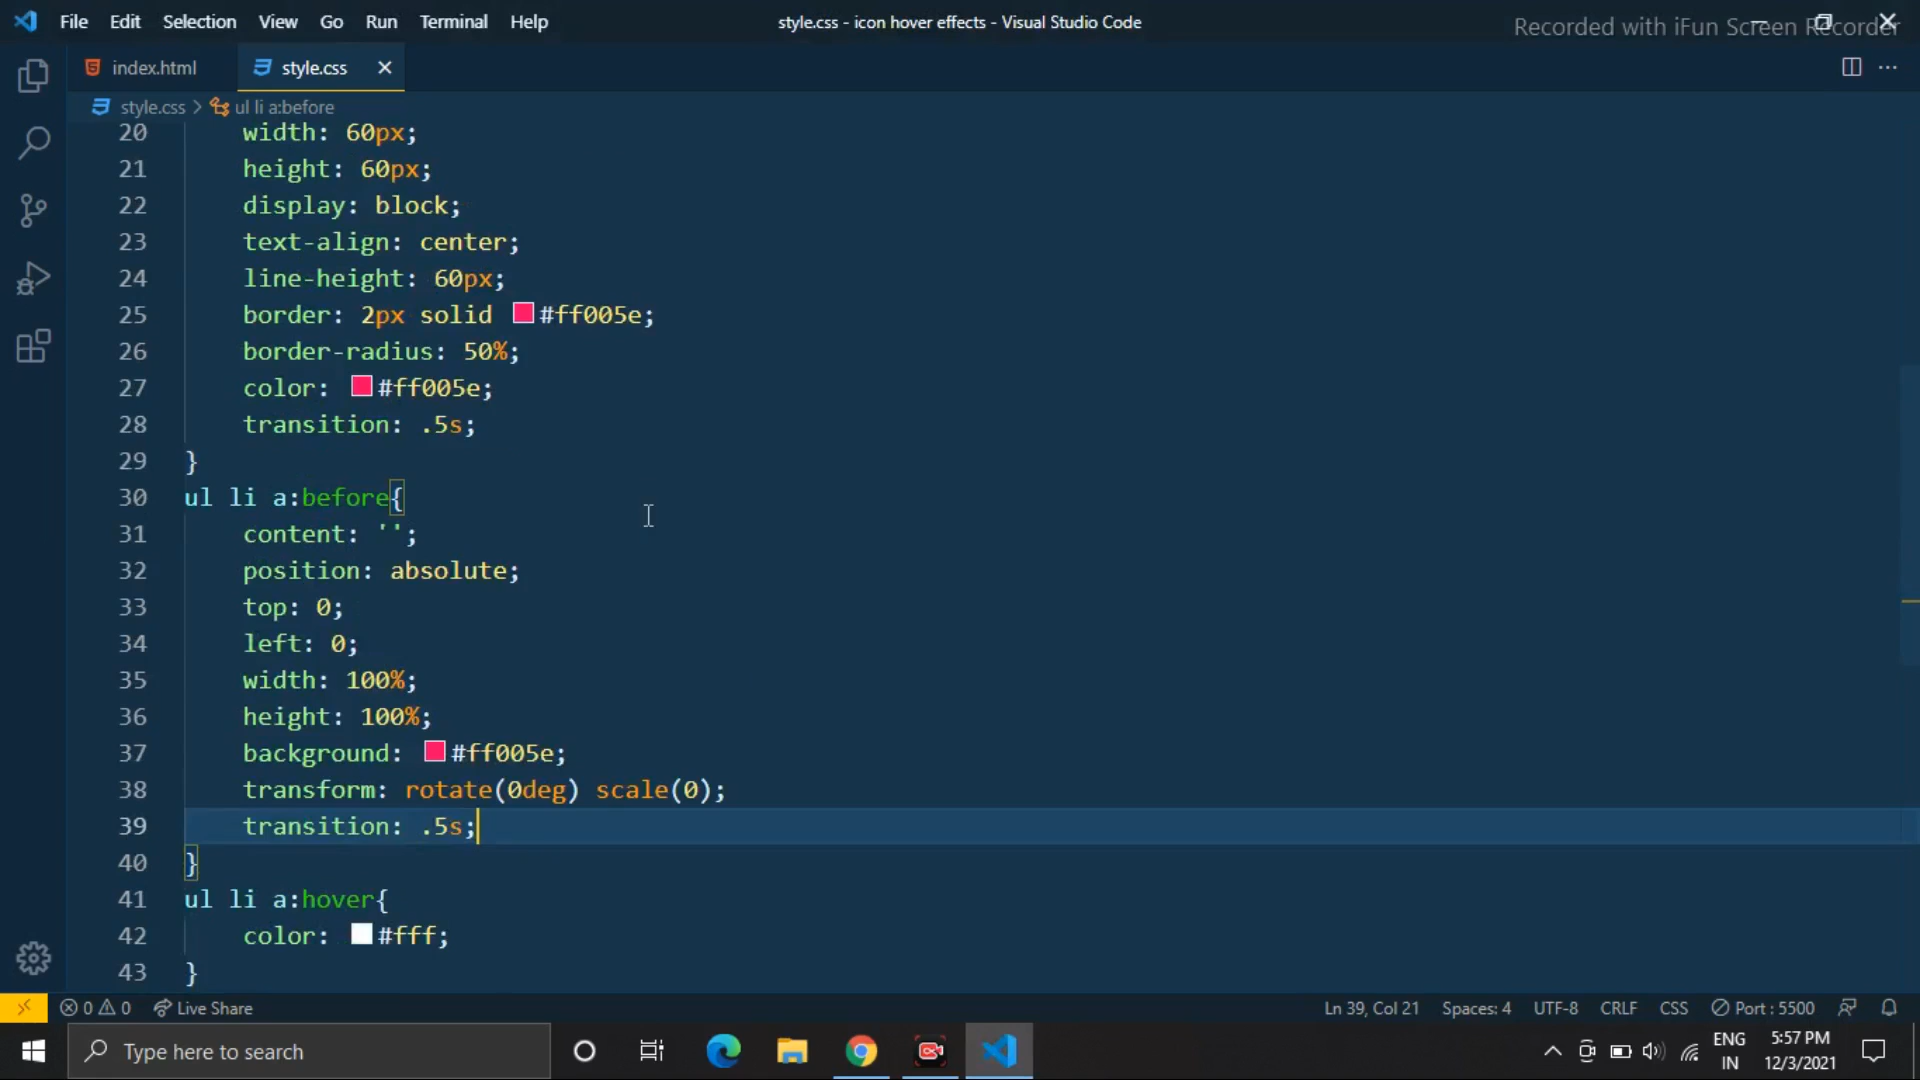 File Edit Selection View Go Run Terminal Help
style.css - icon hover effects - Visual Studio Code
Recorded with iFun Screen Recorder
index.html
style.css
style.css > ul li a:before
20 width: 60px;
21 height: 60px;
22 display: block;
23 text-align: center;
24 line-height: 60px;
25 border: 2px solid #ff005e;
26 border-radius: 50%;
27 color: #ff005e;
28 transition: .5s;
29 }
30 ul li a:before{
31 content: '';
32 position: absolute;
33 top: 0;
34 left: 0;
35 width: 100%;
36 height: 100%;
37 background: #ff005e;
38 transform: rotate(0deg) scale(0);
39 transition: .5s;
40 }
41 ul li a:hover{
42 color: #fff;
43 }
0 0 Live Share
Ln 39, Col 21 Spaces: 4 UTF-8 CRLF CSS Port : 5500
Type here to search
ENG
IN
5:57 PM
12/3/2021